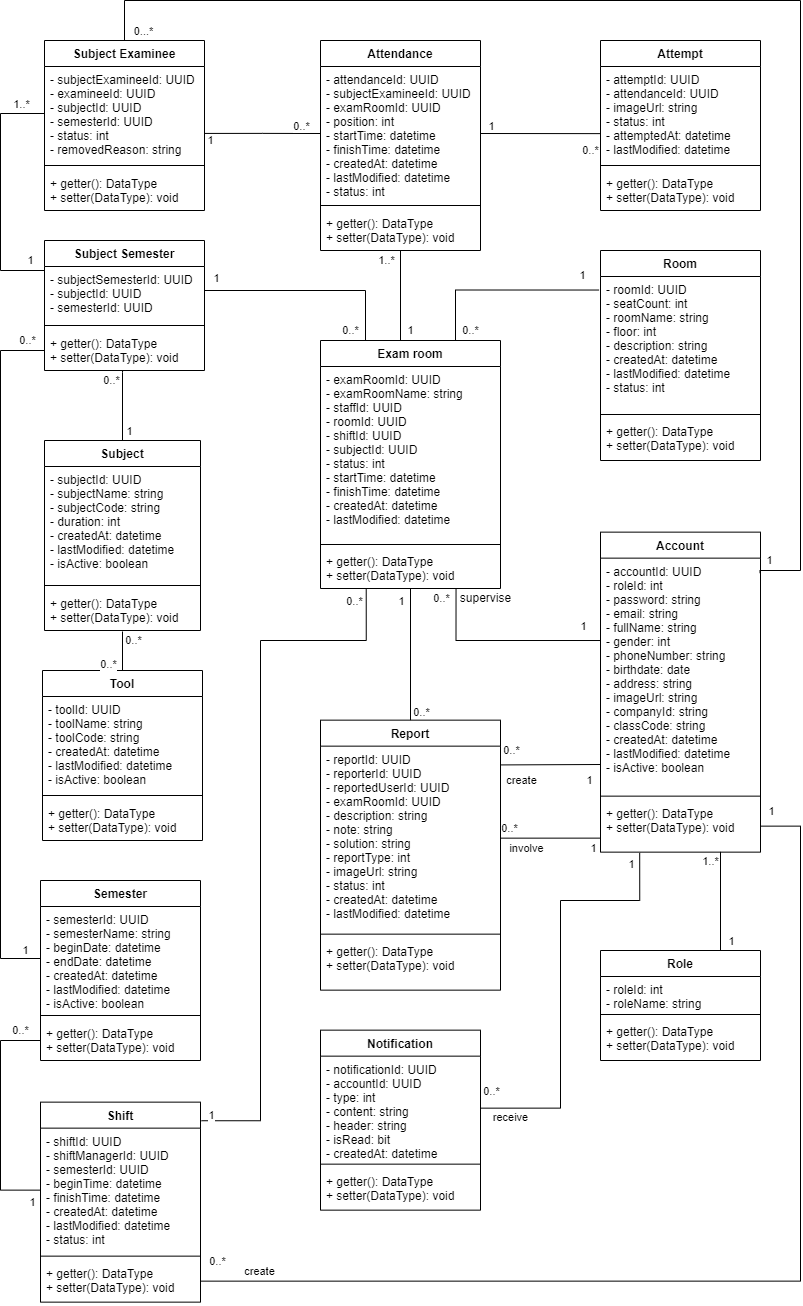 0...*
Subject Examinee
- subjectExamineeId: UUID
- examineeId: UUID
- subjectId: UUID
- semesterId: UUID
- status: int
- removedReason: string
+ getter(): DataType
+ setter(DataType): void
1..*
1
0..*
Attendance
- attendanceId: UUID
- subjectExamineeId: UUID
- examRoomId: UUID
- position: int
- startTime: datetime
- finishTime: datetime
- createdAt: datetime
- lastModified: datetime
- status: int
+ getter(): DataType
+ setter(DataType): void
1
0..*
Attempt
- attemptId: UUID
- attendanceId: UUID
- imageUrl: string
- status: int
- attemptedAt: datetime
- lastModified: datetime
+ getter(): DataType
+ setter(DataType): void
1
Subject Semester
- subjectSemesterId: UUID
- subjectId: UUID
- semesterId: UUID
+ getter(): DataType
+ setter(DataType): void
1
0..*
0..*
0..*
1..*
1
0..*
1
Room
- roomId: UUID
- seatCount: int
- roomName: string
- floor: int
- description: string
- createdAt: datetime
- lastModified: datetime
- status: int
+ getter(): DataType
+ setter(DataType): void
Exam room
- examRoomId: UUID
- examRoomName: string
- staffId: UUID
- roomId: UUID
- shiftId: UUID
- subjectId: UUID
- status: int
- startTime: datetime
- finishTime: datetime
- createdAt: datetime
- lastModified: datetime
+ getter(): DataType
+ setter(DataType): void
0..*
1
0..*
supervise
1
1
Subject
- subjectId: UUID
- subjectName: string
- subjectCode: string
- duration: int
- createdAt: datetime
- lastModified: datetime
- isActive: boolean
+ getter(): DataType
+ setter(DataType): void
0..*
0..*
Tool
- toolId: UUID
- toolName: string
- toolCode: string
- createdAt: datetime
- lastModified: datetime
- isActive: boolean
+ getter(): DataType
+ setter(DataType): void
Account
- accountId: UUID
- roleId: int
- password: string
- email: string
- fullName: string
- gender: int
- phoneNumber: string
- birthdate: date
- address: string
- imageUrl: string
- companyId: string
- classCode: string
- createdAt: datetime
- lastModified: datetime
- isActive: boolean
+ getter(): DataType
+ setter(DataType): void
1
1
0..*
Report
- reportId: UUID
- reporterId: UUID
- reportedUserId: UUID
- examRoomId: UUID
- description: string
- note: string
- solution: string
- reportType: int
- imageUrl: string
- status: int
- createdAt: datetime
- lastModified: datetime
+ getter(): DataType
+ setter(DataType): void
0..*
create
1
0..*
involve
1
1
1..*
1
Role
- roleId: int
- roleName: string
+ getter(): DataType
+ setter(DataType): void
Semester
- semesterId: UUID
- semesterName: string
- beginDate: datetime
- endDate: datetime
- createdAt: datetime
- lastModified: datetime
- isActive: boolean
+ getter(): DataType
+ setter(DataType): void
1
0..*
Notification
- notificationId: UUID
- accountId: UUID
- type: int
- content: string
- header: string
- isRead: bit
- createdAt: datetime
+ getter(): DataType
+ setter(DataType): void
0..*
receive
Shift
- shiftId: UUID
- shiftManagerId: UUID
- semesterId: UUID
- beginTime: datetime
- finishTime: datetime
- createdAt: datetime
- lastModified: datetime
- status: int
+ getter(): DataType
+ setter(DataType): void
1
1
0..*
create